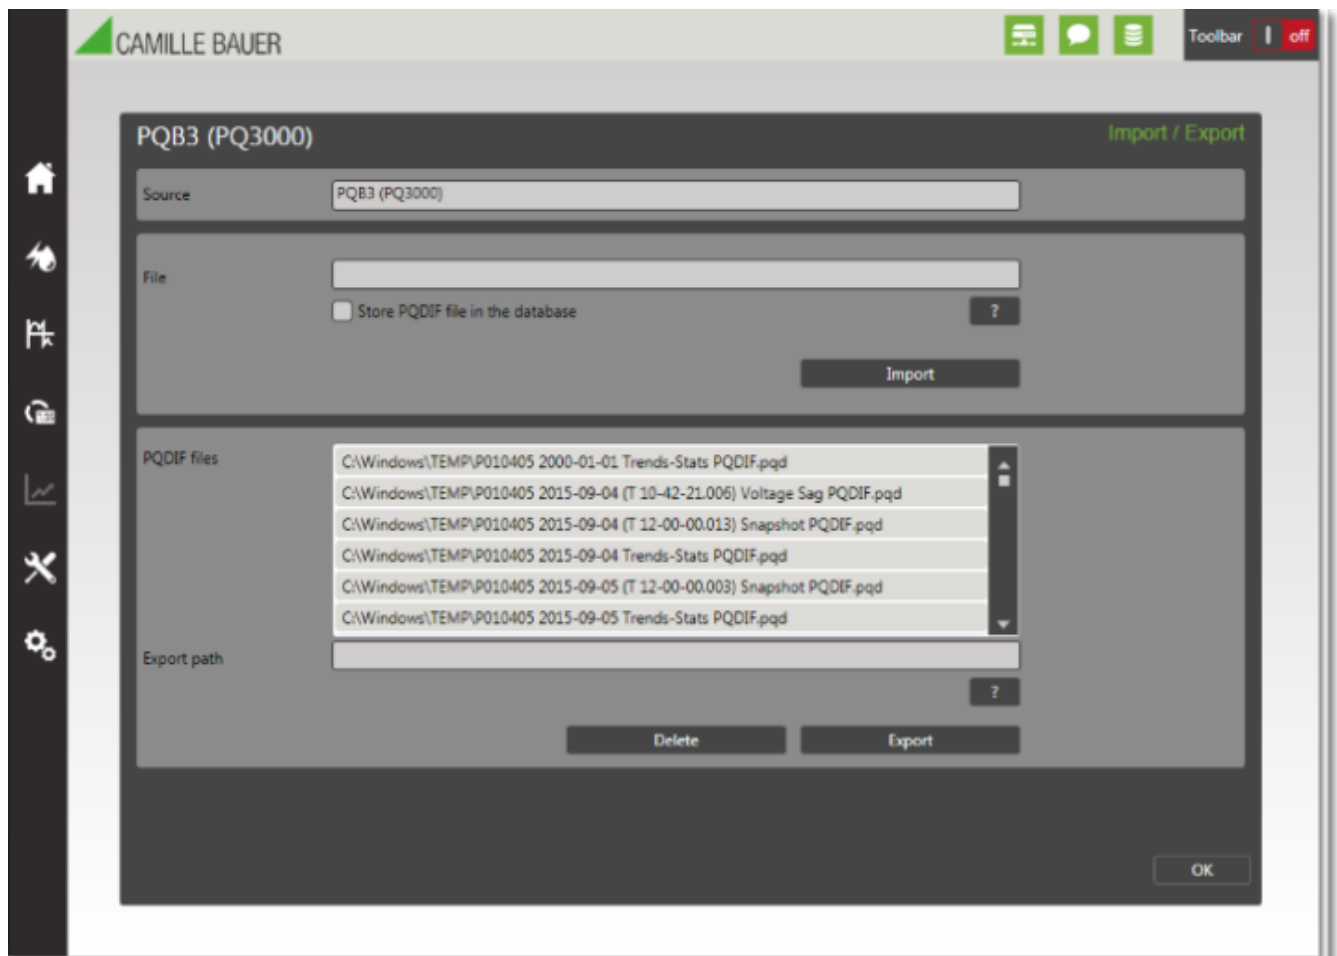 CAMILLE BAUER
Toolbar off
PQB3 (PQ3000)
Import / Export
Source
PQB3 (PQ3000)
File
Store PQDIF file in the database
?
Import
PQDIF files
C:\Windows\TEMP\P010405 2000-01-01 Trends-Stats PQDIF.pqd
C:\Windows\TEMP\P010405 2015-09-04 (T 10-42-21.006) Voltage Sag PQDIF.pqd
C:\Windows\TEMP\P010405 2015-09-04 (T 12-00-00.013) Snapshot PQDIF.pqd
C:\Windows\TEMP\P010405 2015-09-04 Trends-Stats PQDIF.pqd
C:\Windows\TEMP\P010405 2015-09-05 (T 12-00-00.003) Snapshot PQDIF.pqd
C:\Windows\TEMP\P010405 2015-09-05 Trends-Stats PQDIF.pqd
Export path
?
Delete
Export
OK